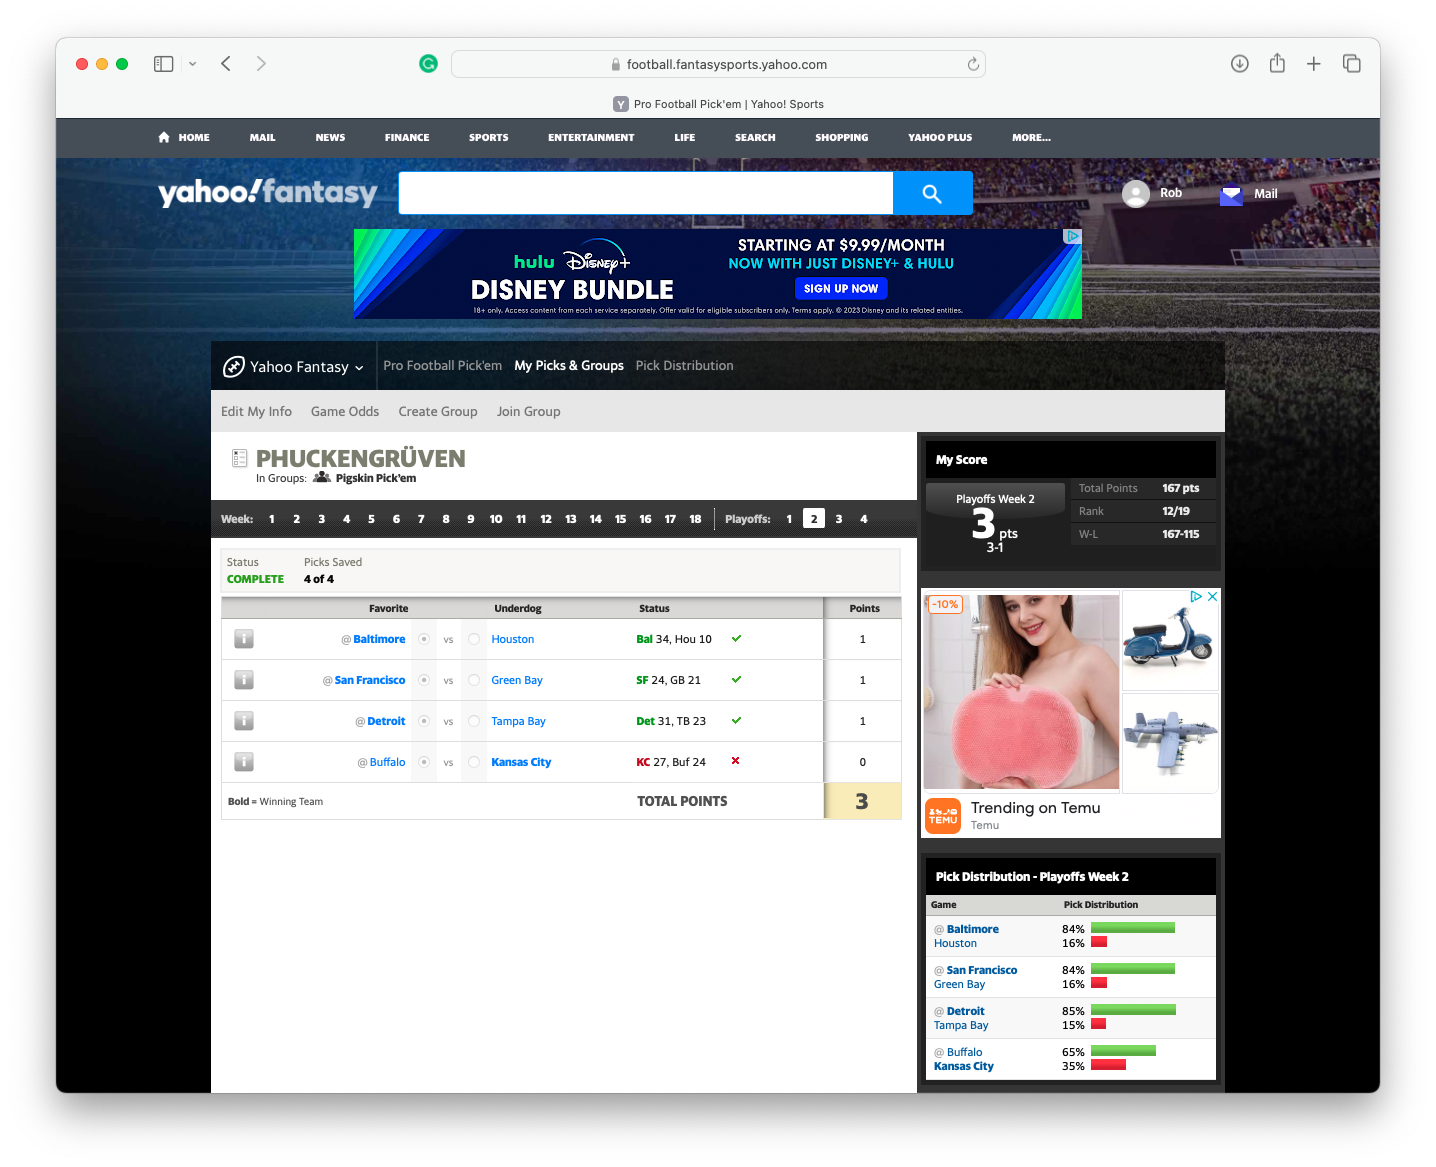 football.fantasysports.yahoo.com
Y Pro Football Pick'em | Yahoo! Sports
HOME MAIL NEWS FINANCE SPORTS ENTERTAINMENT LIFE SEARCH SHOPPING YAHOO PLUS MORE...
yahoo!fantasy
Rob Mail
hulu Disney+
DISNEY BUNDLE
STARTING AT $9.99/MONTH
NOW WITH JUST DISNEY+ & HULU
SIGN UP NOW
18+ only. Access content from each service separately. Offer valid for eligible subscribers only. Terms apply. © 2023 Disney and its related entities.
Yahoo Fantasy Pro Football Pick'em My Picks & Groups Pick Distribution
Edit My Info Game Odds Create Group Join Group
PHUCKENGRÜVEN
In Groups: Pigskin Pick'em
Week: 1 2 3 4 5 6 7 8 9 10 11 12 13 14 15 16 17 18 Playoffs: 1 2 3 4
Status Picks Saved
COMPLETE 4 of 4
Favorite Underdog Status Points
i @ Baltimore vs Houston Bal 34, Hou 10 1
i @ San Francisco vs Green Bay SF 24, GB 21 1
i @ Detroit vs Tampa Bay Det 31, TB 23 1
i @ Buffalo vs Kansas City KC 27, Buf 24 0
Bold = Winning Team TOTAL POINTS 3
My Score
Playoffs Week 2
3 pts
3-1
Total Points 167 pts
Rank 12/19
W-L 167-115
-10%
TEMU
Trending on Temu
Temu
Pick Distribution - Playoffs Week 2
Game Pick Distribution
@ Baltimore 84%
Houston 16%
@ San Francisco 84%
Green Bay 16%
@ Detroit 85%
Tampa Bay 15%
@ Buffalo 65%
Kansas City 35%